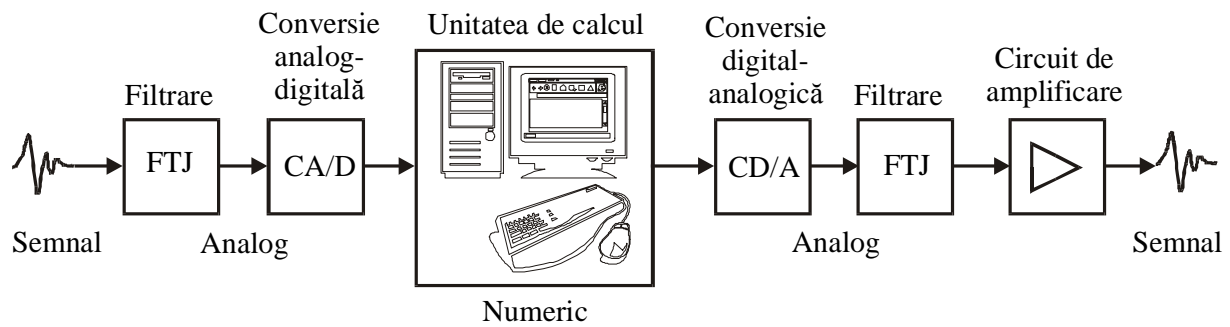 Conversie
analog-
digitală
Unitatea de calcul
Conversie
digital-
analogică
Circuit de
amplificare
Filtrare
Filtrare
FTJ
CA/D
CD/A
FTJ
Semnal
Analog
Analog
Semnal
Numeric